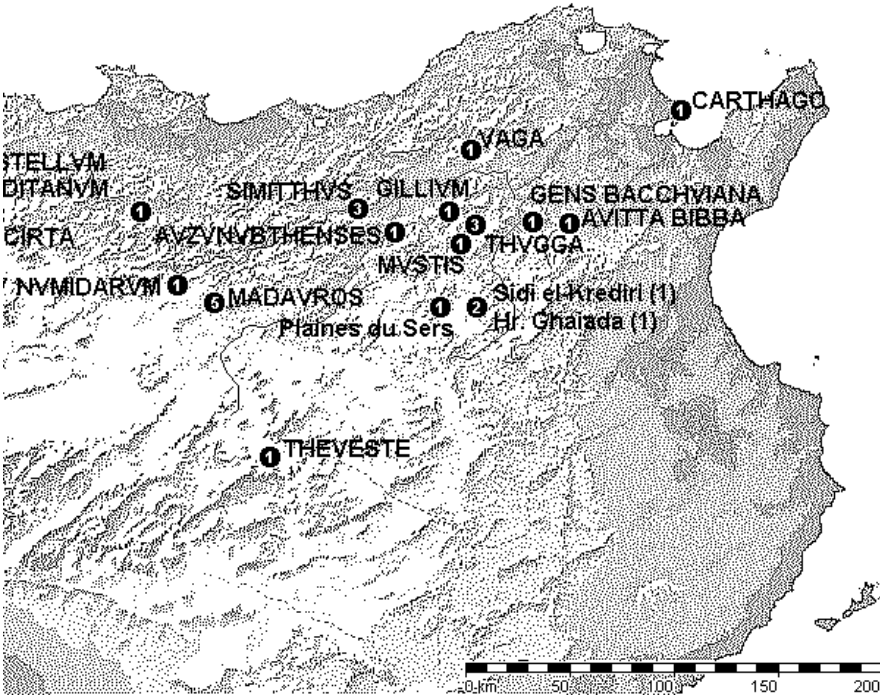 CARTHAGO
1
VAGA
1
STELLVM
DITANVM
1
SIMITTHVS
3
GILLIVM
1
GENS BACCHVIANA
1
CIRTA
AVZVNVBTHENSES
1
3
THVGGA
1
AVITTA BIBBA
MVSTIS
1
NVMIDARVM
1
5
MADAVROS
1
Plaines du Sers
2
Sidi el-Krediri (1)
Hr. Ghaiada (1)
1
THEVESTE
0 km 50 100 150 200